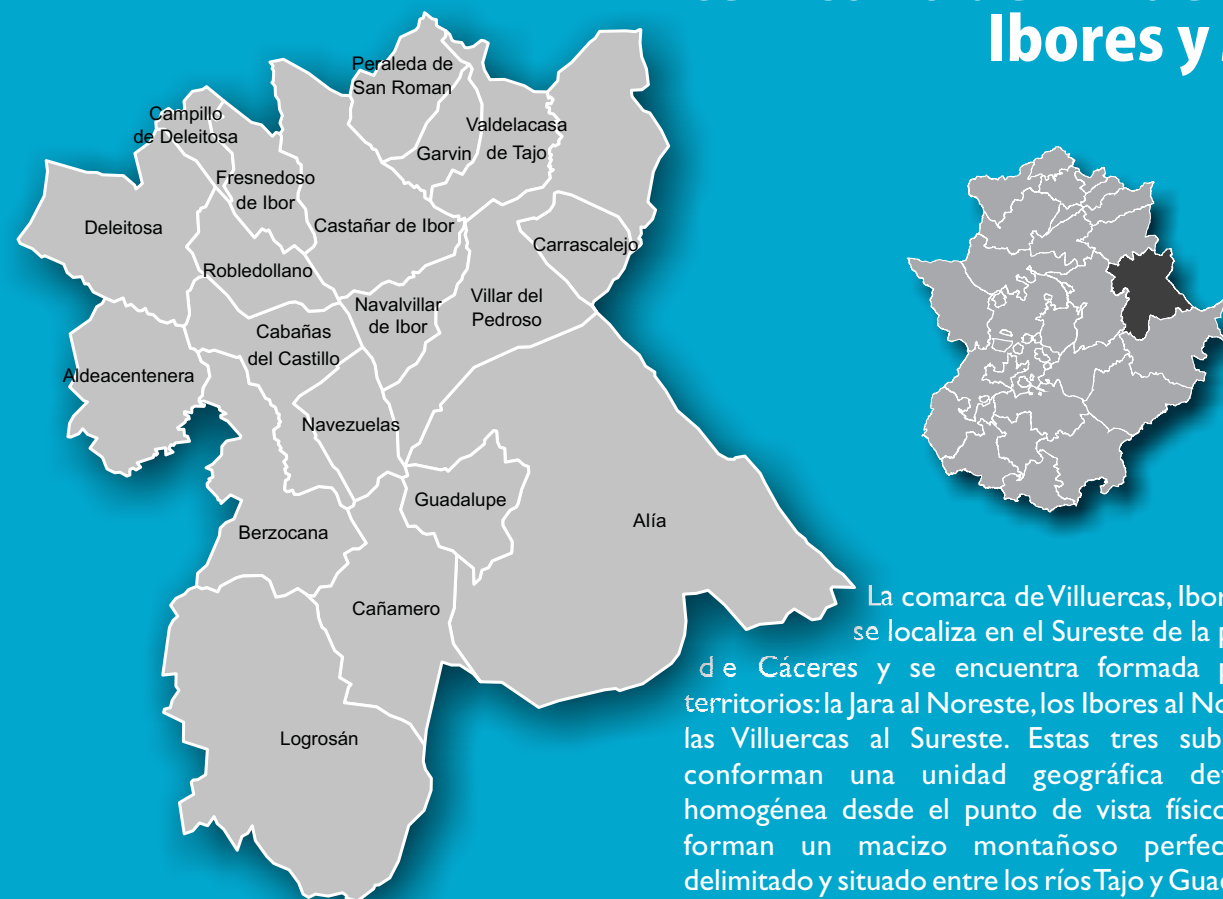 Ibores y
Peraleda de
San Roman
Campillo
de Deleitosa
Valdelacasa
de Tajo
Garvin
Fresnedoso
de Ibor
Deleitosa
Castañar de Ibor
Carrascalejo
Robledollano
Navalvillar
de Ibor
Villar del
Pedroso
Cabañas
del Castillo
Aldeacentenera
Navezuelas
Guadalupe
Alía
Berzocana
Cañamero
Logrosán
La comarca de Villuercas, Ibor
se localiza en el Sureste de la p
de Cáceres y se encuentra formada p
territorios: la Jara al Noreste, los Ibores al No
las Villuercas al Sureste. Estas tres sub
conforman una unidad geográfica de
homogénea desde el punto de vista físico
forman un macizo montañoso perfec
delimitado y situado entre los ríos Tajo y Guad